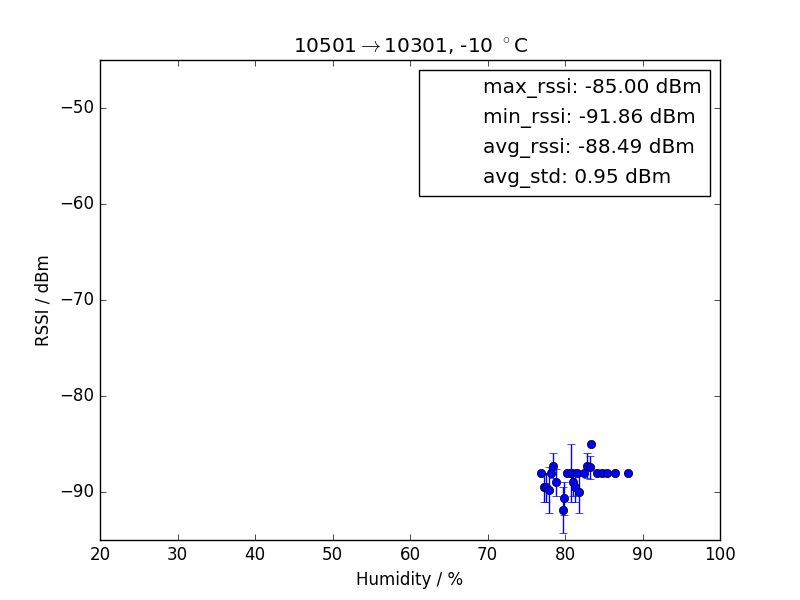 10501→10301, -10 °C
max_rssi: -85.00 dBm
min_rssi: -91.86 dBm
avg_rssi: -88.49 dBm
avg_std: 0.95 dBm
RSSI / dBm
−50
−60
−70
−80
−90
20 30 40 50 60 70 80 90 100
Humidity / %